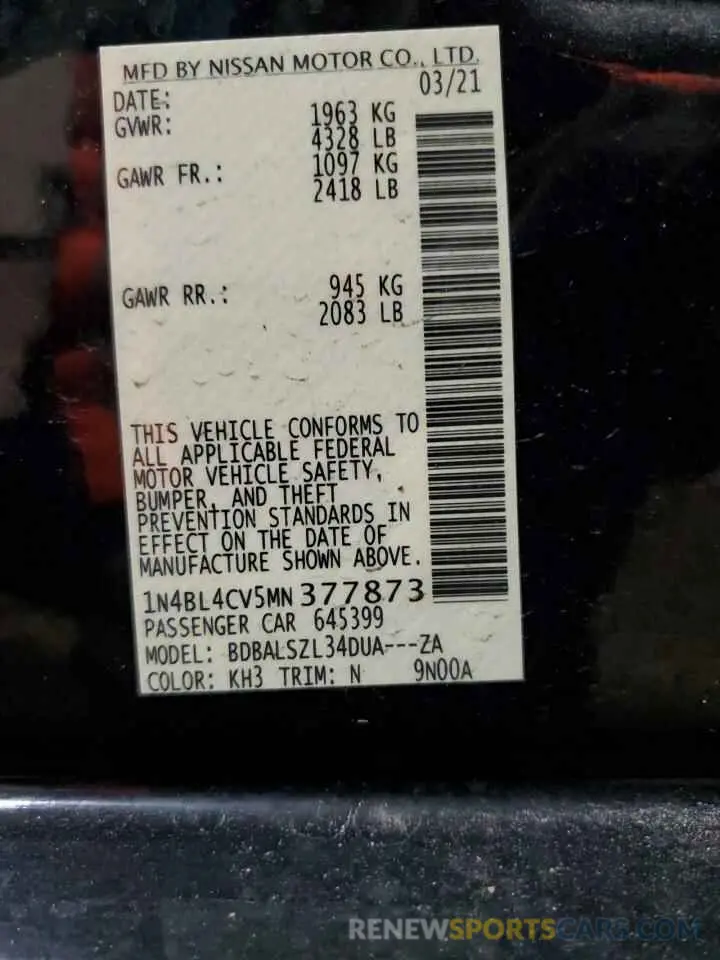 MFD BY NISSAN MOTOR CO., LTD.
DATE: 03/21
GVWR: 1963 KG
4328 LB
GAWR FR.: 1097 KG
2418 LB
GAWR RR.: 945 KG
2083 LB
THIS VEHICLE CONFORMS TO
ALL APPLICABLE FEDERAL
MOTOR VEHICLE SAFETY,
BUMPER, AND THEFT
PREVENTION STANDARDS IN
EFFECT ON THE DATE OF
MANUFACTURE SHOWN ABOVE.
1N4BL4CV5MN377873
PASSENGER CAR 645399
MODEL: BDBALSZL34DUA---ZA
COLOR: KH3 TRIM: N 9N00A
RENEWSPORTSCARS.COM